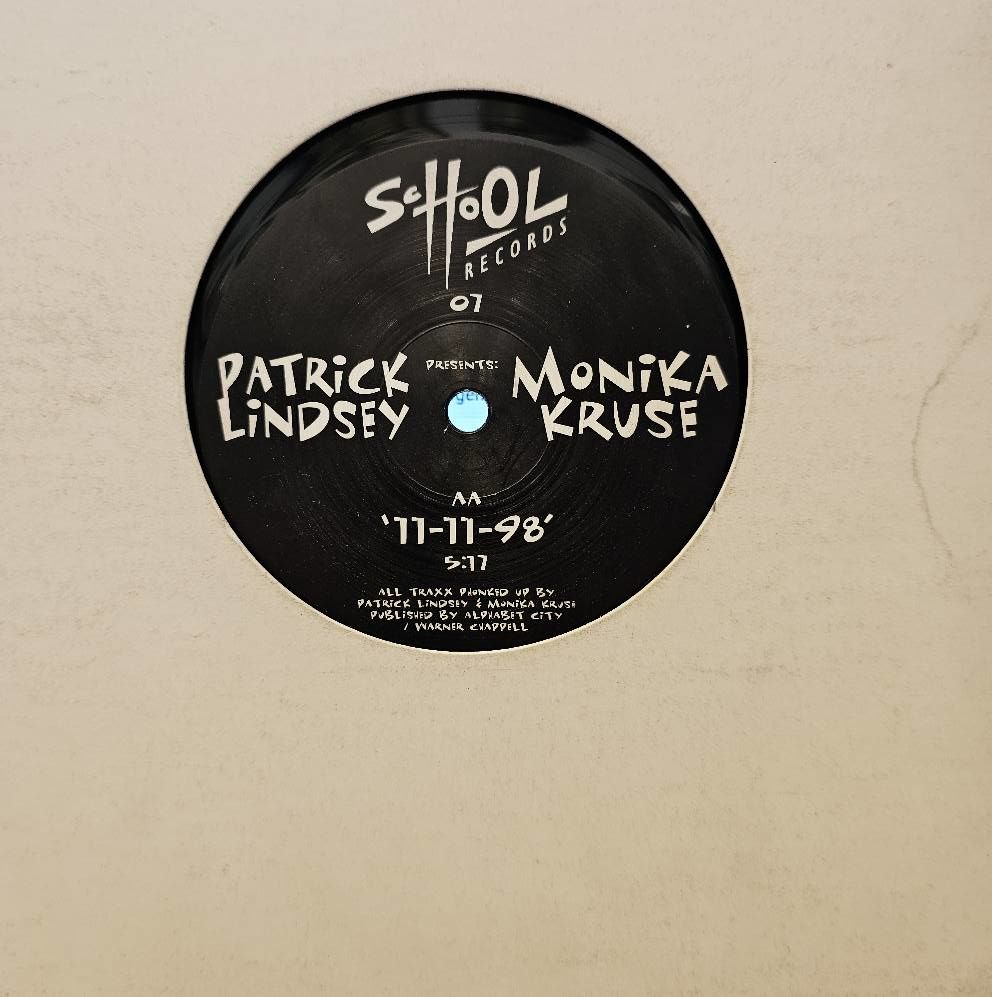 SCHOOL
RECORDS
07
PATRICK LINDSEY
PRESENTS:
MONIKA KRUSE
AA
'11-11-98'
5:17
ALL TRAXX PHONKED UP BY
PATRICK LINDSEY & MONIKA KRUSE
PUBLISHED BY ALPHABET CITY
/ WARNER CHAPPELL